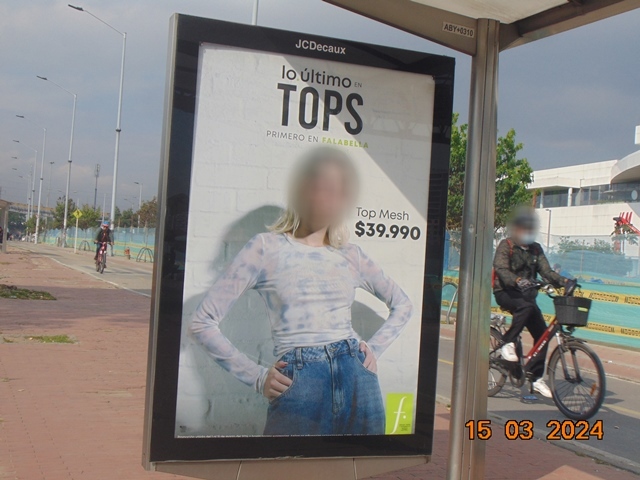 JCDecaux
ABY+0310
lo último EN
TOPS
PRIMERO EN FALABELLA
Top Mesh
$39.990
f.
15 03 2024